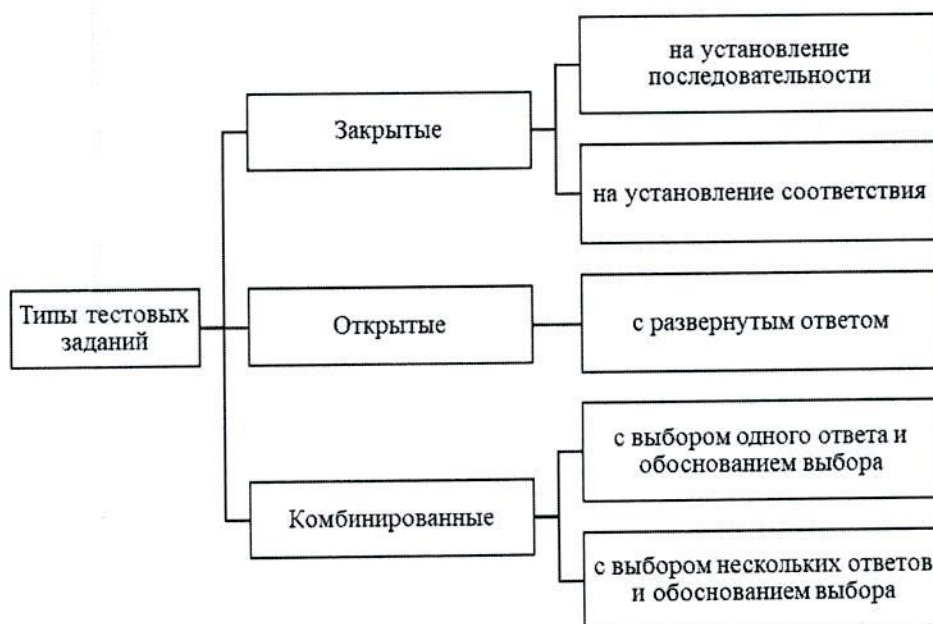 на установление
последовательности
Закрытые
на установление соответствия
Типы тестовых
заданий
Открытые
с развернутым ответом
с выбором одного ответа и
обоснованием выбора
Комбинированные
с выбором нескольких ответов
и обоснованием выбора